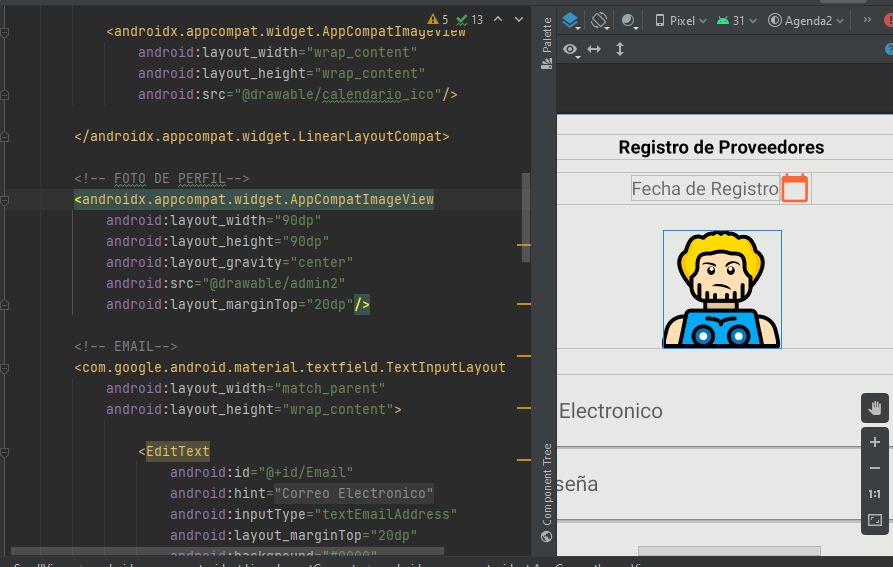 5 13
<androidx.appcompat.widget.AppCompatImageView
android:layout_width="wrap_content"
android:layout_height="wrap_content"
android:src="@drawable/calendario_ico"/>
</androidx.appcompat.widget.LinearLayoutCompat>
<!-- FOTO DE PERFIL-->
<androidx.appcompat.widget.AppCompatImageView
android:layout_width="90dp"
android:layout_height="90dp"
android:layout_gravity="center"
android:src="@drawable/admin2"
android:layout_marginTop="20dp"/>
<!-- EMAIL-->
<com.google.android.material.textfield.TextInputLayout
android:layout_width="match_parent"
android:layout_height="wrap_content">
<EditText
android:id="@+id/Email"
android:hint="Correo Electronico"
android:inputType="textEmailAddress"
android:layout_marginTop="20dp"
Palette
Component Tree
Pixel 31 Agenda2 >>
Registro de Proveedores
Fecha de Registro
Electronico
seña
1:1